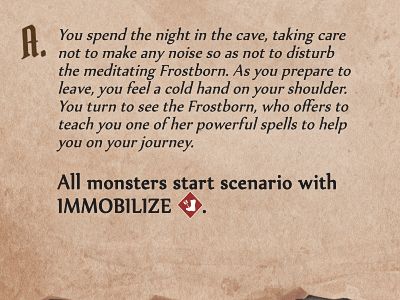 A. You spend the night in the cave, taking care
not to make any noise so as not to disturb
the meditating Frostborn. As you prepare to
leave, you feel a cold hand on your shoulder.
You turn to see the Frostborn, who offers to
teach you one of her powerful spells to help
you on your journey.
All monsters start scenario with
IMMOBILIZE .